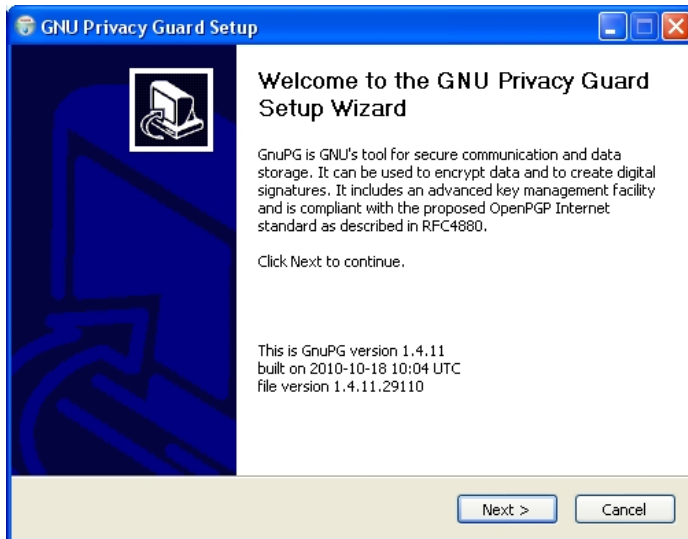 GNU Privacy Guard Setup
Welcome to the GNU Privacy Guard
Setup Wizard
GnuPG is GNU's tool for secure communication and data
storage. It can be used to encrypt data and to create digital
signatures. It includes an advanced key management facility
and is compliant with the proposed OpenPGP Internet
standard as described in RFC4880.
Click Next to continue.
This is GnuPG version 1.4.11
built on 2010-10-18 10:04 UTC
file version 1.4.11.29110
Next >
Cancel